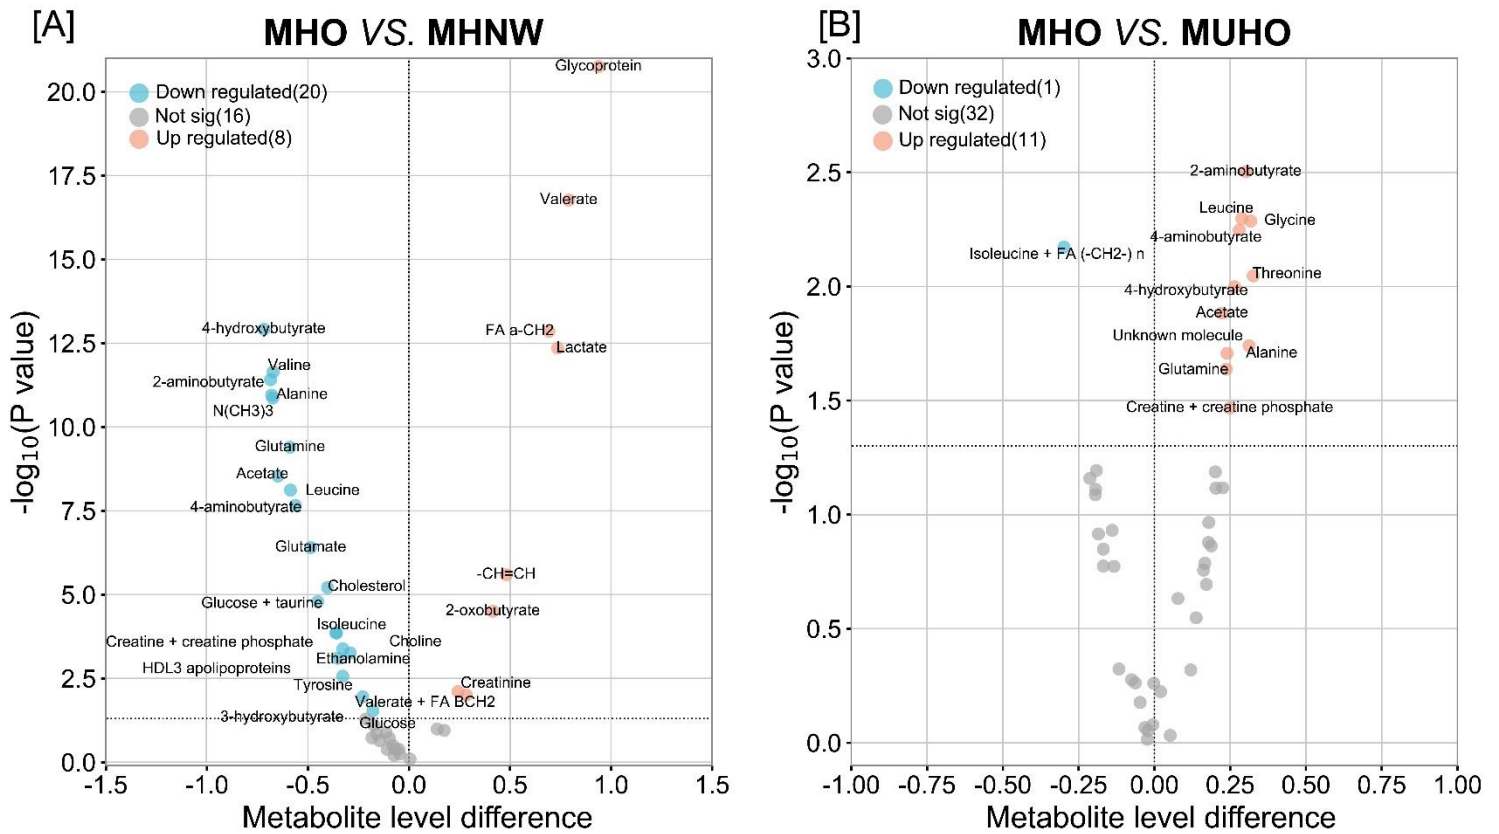 [A]
MHO VS. MHNW
Down regulated(20)
Not sig(16)
Up regulated(8)
-log10(P value)
20.0
17.5
15.0
12.5
10.0
7.5
5.0
2.5
0.0
Glycoprotein
Valerate
4-hydroxybutyrate
FA a-CH2
Lactate
Valine
2-aminobutyrate
Alanine
N(CH3)3
Glutamine
Acetate
Leucine
4-aminobutyrate
Glutamate
-CH=CH
Cholesterol
Glucose + taurine
2-oxobutyrate
Isoleucine
Creatine + creatine phosphate
Choline
Ethanolamine
HDL3 apolipoproteins
Tyrosine
Creatinine
Valerate + FA BCH2
3-hydroxybutyrate
Glucose
-1.5 -1.0 -0.5 0.0 0.5 1.0 1.5
Metabolite level difference
[B]
MHO VS. MUHO
Down regulated(1)
Not sig(32)
Up regulated(11)
-log10(P value)
3.0
2.5
2.0
1.5
1.0
0.5
0.0
2-aminobutyrate
Leucine
Glycine
4-aminobutyrate
Isoleucine + FA (-CH2-) n
Threonine
4-hydroxybutyrate
Acetate
Unknown molecule
Alanine
Glutamine
Creatine + creatine phosphate
-1.00 -0.75 -0.50 -0.25 0.00 0.25 0.50 0.75 1.00
Metabolite level difference